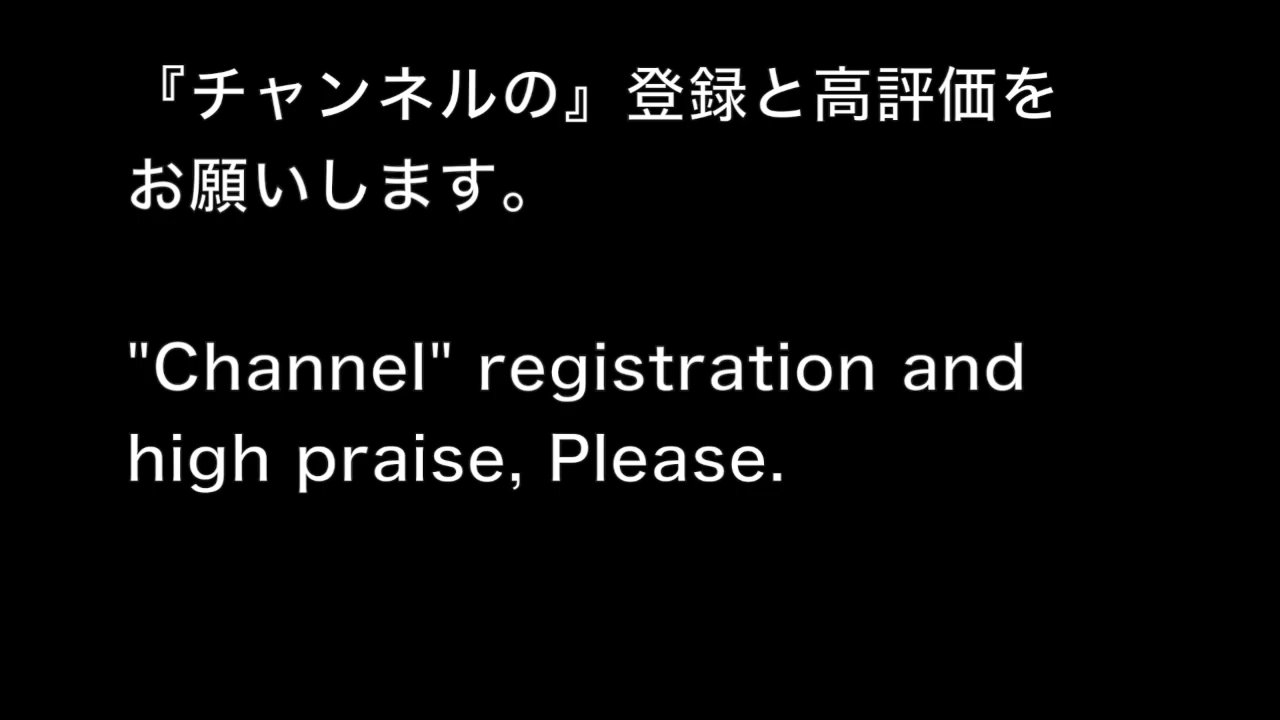 『チャンネルの』登録と高評価を
お願いします。
"Channel" registration and
high praise, Please.